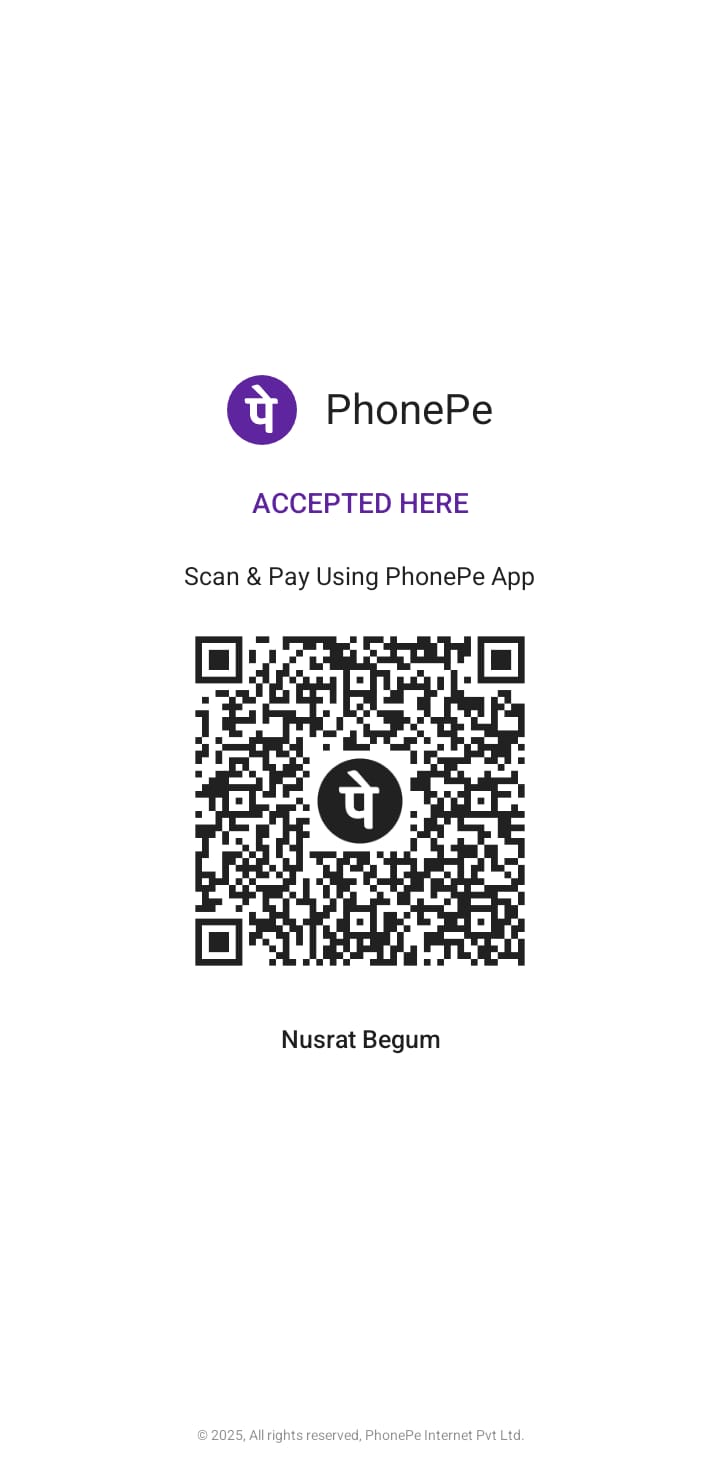 पे PhonePe
ACCEPTED HERE
Scan & Pay Using PhonePe App
पे
Nusrat Begum
© 2025, All rights reserved, PhonePe Internet Pvt Ltd.